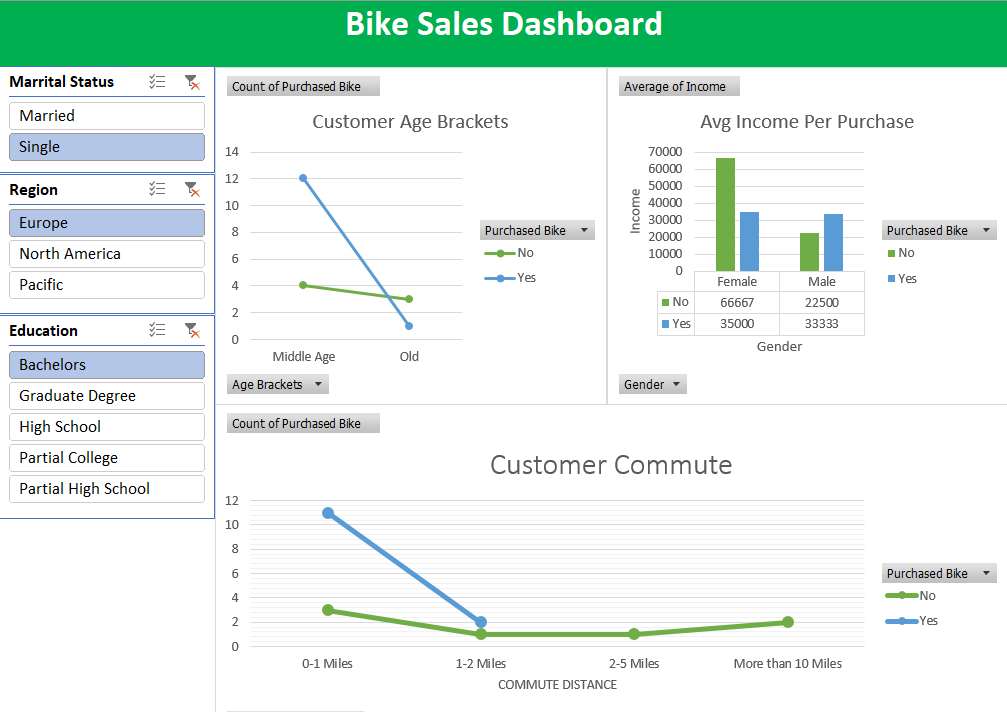 Bike Sales Dashboard
Marrital Status
Married
Single
Region
Europe
North America
Pacific
Education
Bachelors
Graduate Degree
High School
Partial College
Partial High School
Count of Purchased Bike
Customer Age Brackets
14
12
10
8
6
4
2
0
Middle Age Old
Purchased Bike
No
Yes
Age Brackets
Average of Income
Avg Income Per Purchase
Income
70000
60000
50000
40000
30000
20000
10000
0
Female Male
No 66667 22500
Yes 35000 33333
Gender
Purchased Bike
No
Yes
Gender
Count of Purchased Bike
Customer Commute
12
10
8
6
4
2
0
0-1 Miles 1-2 Miles 2-5 Miles More than 10 Miles
COMMUTE DISTANCE
Purchased Bike
No
Yes